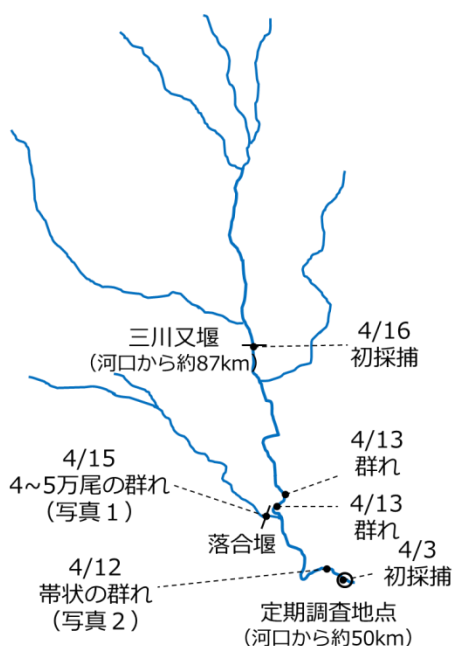 三川又堰
（河口から約87km）
4/16
初採捕
4/13
群れ
4/15
4~5万尾の群れ
（写真１）
4/13
群れ
落合堰
4/3
初採捕
4/12
帯状の群れ
（写真２）
定期調査地点
（河口から約50km）